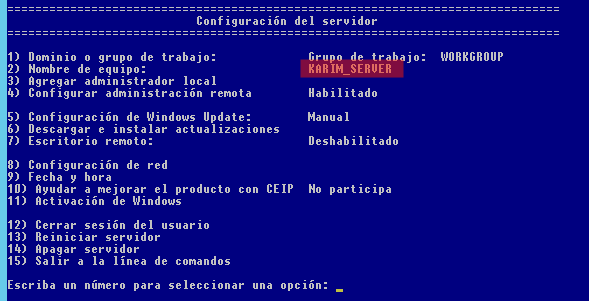 ===============================================================================
Configuración del servidor
===============================================================================
1) Dominio o grupo de trabajo: Grupo de trabajo: WORKGROUP
2) Nombre de equipo: KARIM_SERVER
3) Agregar administrador local
4) Configurar administración remota Habilitado
5) Configuración de Windows Update: Manual
6) Descargar e instalar actualizaciones
7) Escritorio remoto: Deshabilitado
8) Configuración de red
9) Fecha y hora
10) Ayudar a mejorar el producto con CEIP No participa
11) Activación de Windows
12) Cerrar sesión del usuario
13) Reiniciar servidor
14) Apagar servidor
15) Salir a la línea de comandos
Escriba un número para seleccionar una opción: _